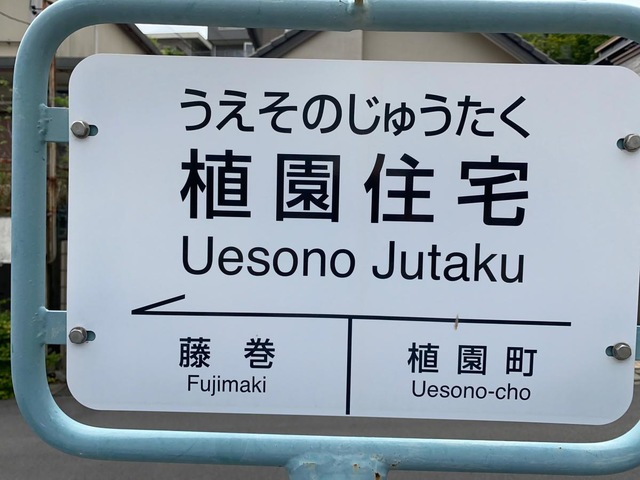 うえそのじゅうたく
植園住宅
Uesono Jutaku
藤巻 植園町
Fujimaki Uesono-cho